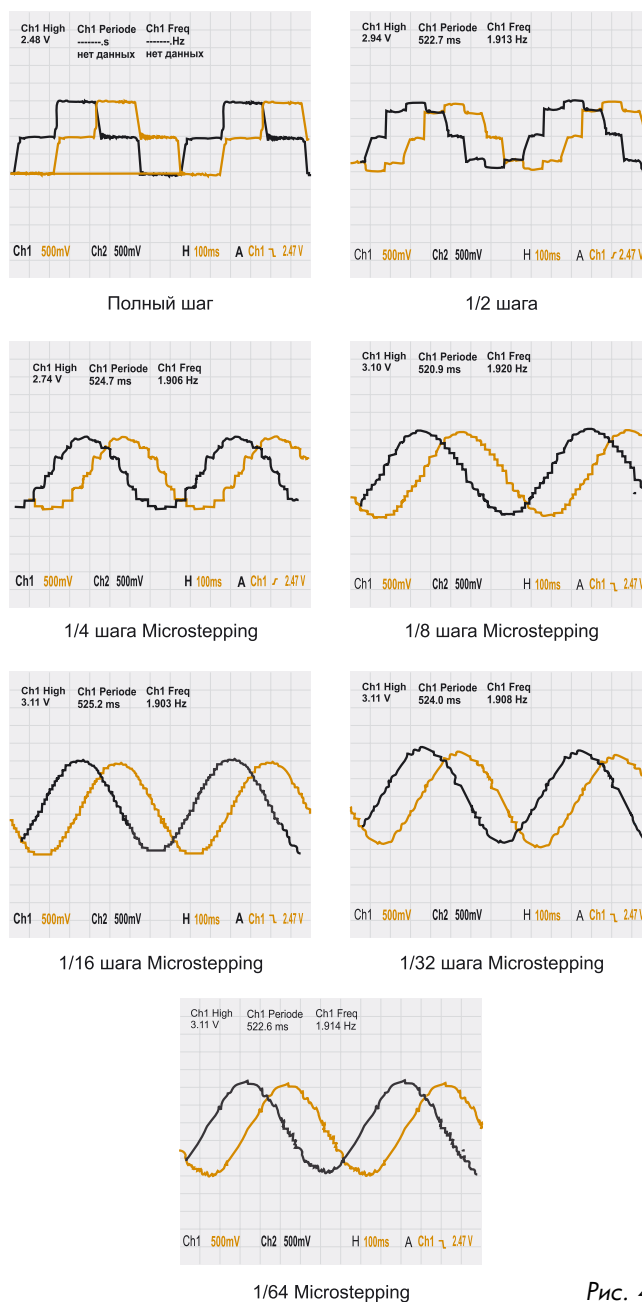 Ch1 High Ch1 Periode Ch1 Freq
2.48 V -------.s -------.Hz
нет данных нет данных
Ch1 500mV Ch2 500mV H 100ms A Ch1 2.47 V
Полный шаг
Ch1 High Ch1 Periode Ch1 Freq
2.94 V 522.7 ms 1.913 Hz
Ch1 500mV Ch2 500mV H 100ms A Ch1 2.47 V
1/2 шага
Ch1 High Ch1 Periode Ch1 Freq
2.74 V 524.7 ms 1.906 Hz
Ch1 500mV Ch2 500mV H 100ms A Ch1 2.47 V
1/4 шага Microstepping
Ch1 High Ch1 Periode Ch1 Freq
3.10 V 520.9 ms 1.920 Hz
Ch1 500mV Ch2 500mV H 100ms A Ch1 2.47 V
1/8 шага Microstepping
Ch1 High Ch1 Periode Ch1 Freq
3.11 V 525.2 ms 1.903 Hz
Ch1 500mV Ch2 500mV H 100ms A Ch1 2.47 V
1/16 шага Microstepping
Ch1 High Ch1 Periode Ch1 Freq
3.11 V 524.0 ms 1.908 Hz
Ch1 500mV Ch2 500mV H 100ms A Ch1 2.47 V
1/32 шага Microstepping
Ch1 High Ch1 Periode Ch1 Freq
3.11 V 522.6 ms 1.914 Hz
Ch1 500mV Ch2 500mV H 100ms A Ch1 2.47 V
1/64 Microstepping
Рис.